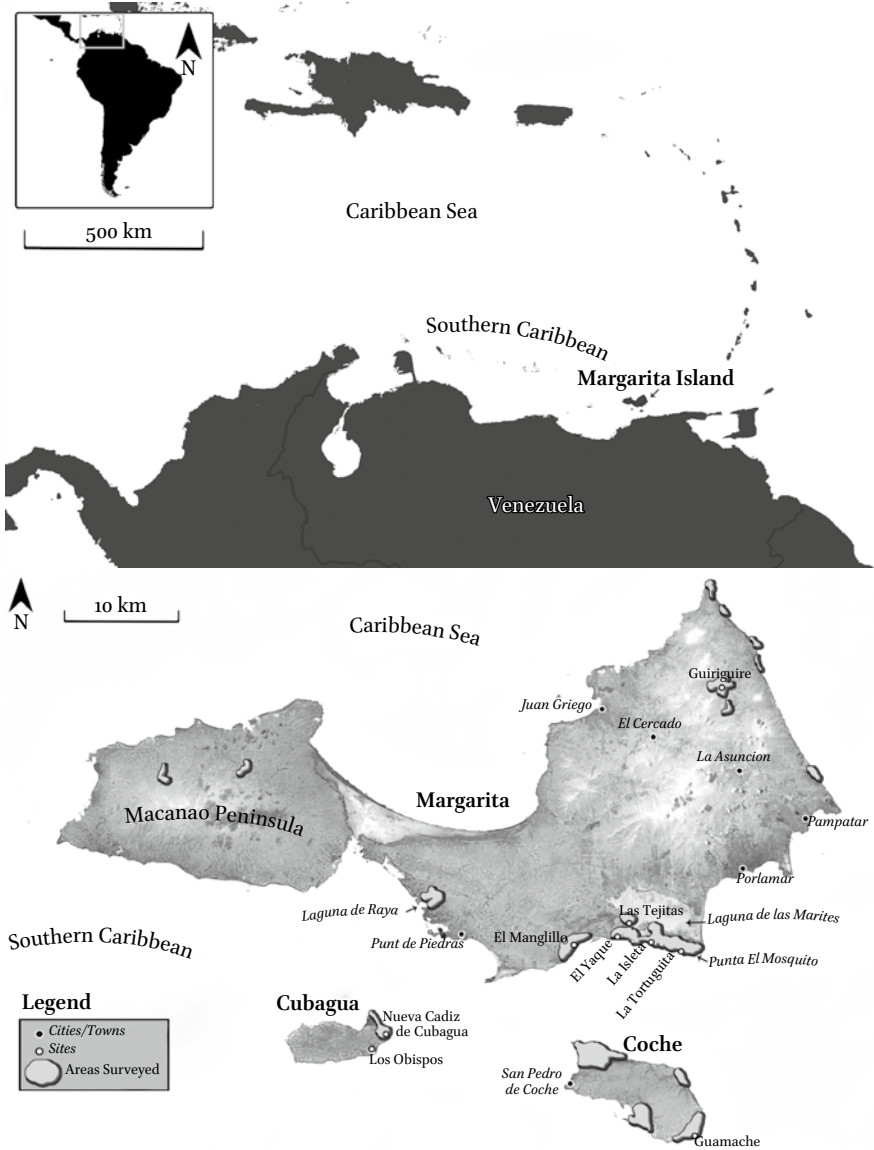 N
500 km
Caribbean Sea
Southern Caribbean
Margarita Island
Venezuela
N
10 km
Caribbean Sea
Guiriguire
Juan Griego
El Cercado
La Asuncion
Margarita
Macanao Peninsula
Pampatar
Porlamar
Laguna de Raya
Las Tejitas
Laguna de las Marites
Punt de Piedras
El Manglillo
El Yaque
La Isleta
La Tortuguita
Punta El Mosquito
Southern Caribbean
Legend
Cities/Towns
Sites
Areas Surveyed
Cubagua
Nueva Cadiz
de Cubagua
Los Obispos
Coche
San Pedro
de Coche
Guamache